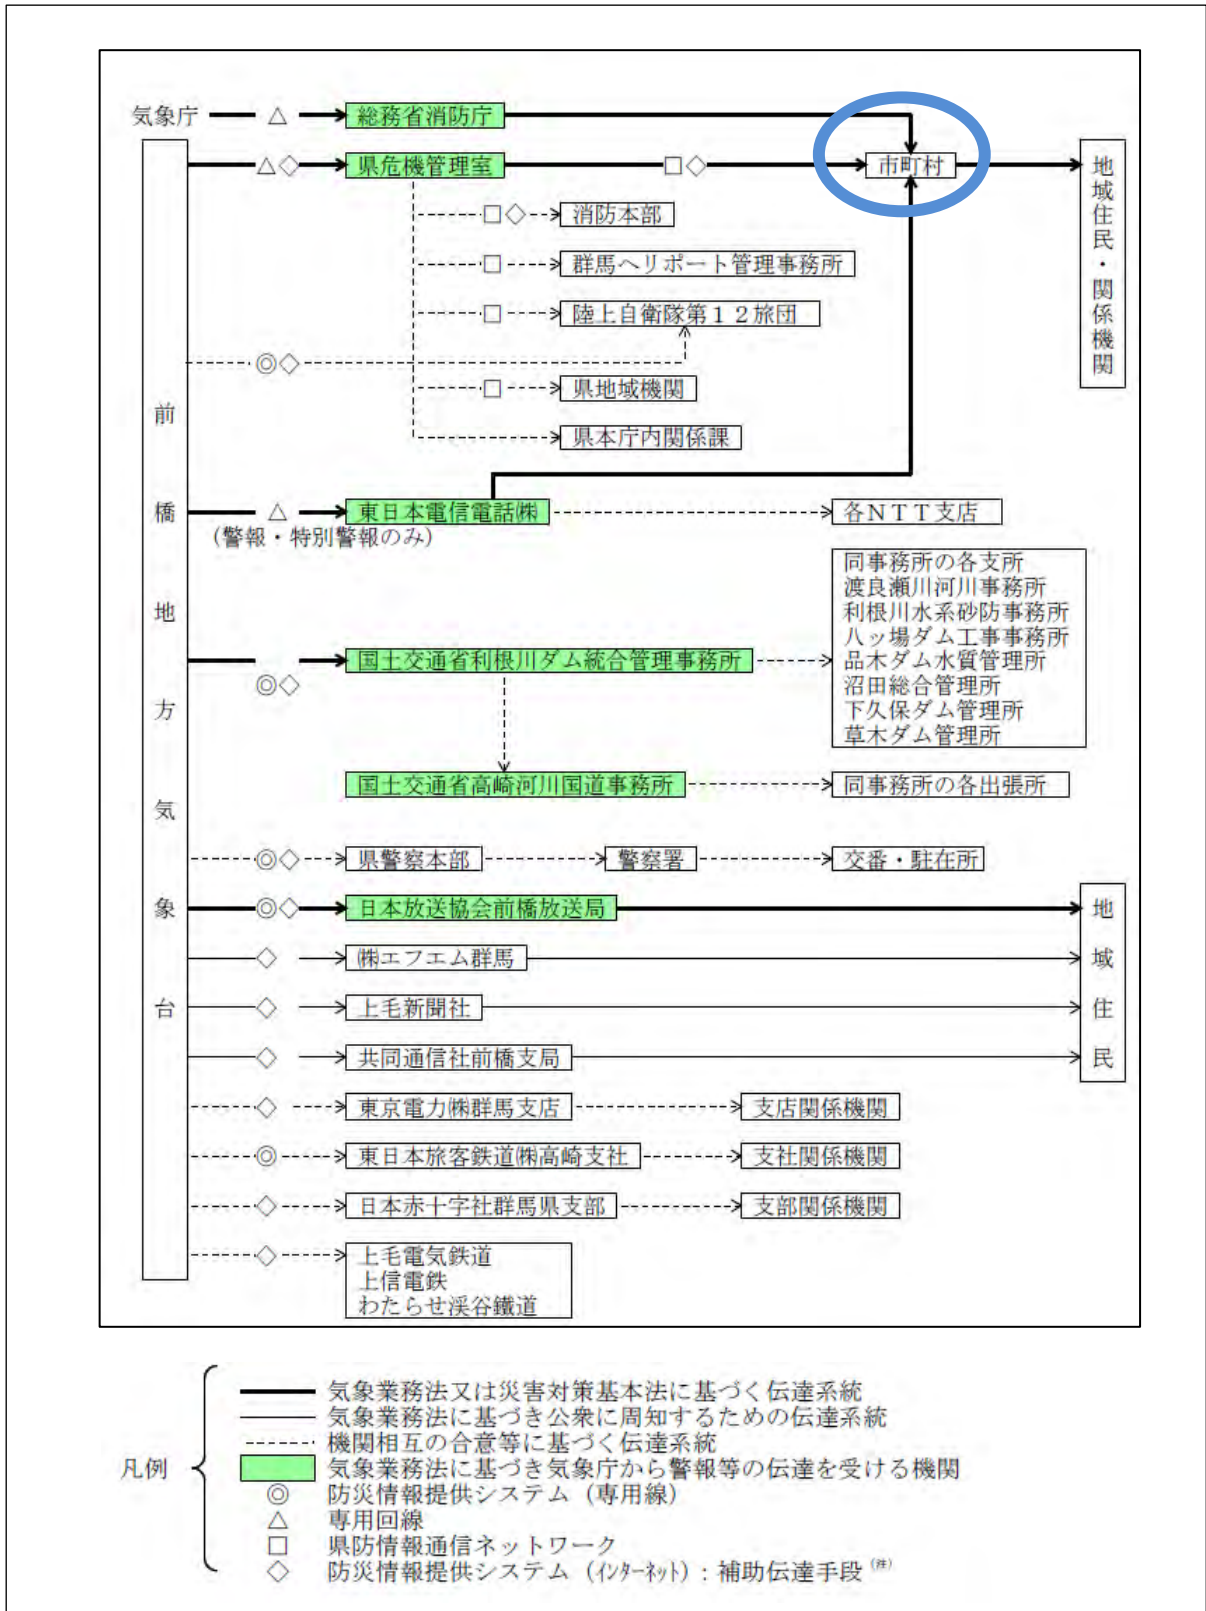 気象庁 △ 総務省消防庁
△◇ 県危機管理室 □◇ 市町村
地域住民・関係機関
□◇ 消防本部
□ 群馬ヘリポート管理事務所
□ 陸上自衛隊第12旅団
◎◇
□ 県地域機関
県本庁内関係課
前橋地方気象台
△ 東日本電信電話㈱ 各NTT支店
(警報・特別警報のみ)
同事務所の各支所
渡良瀬川河川事務所
利根川水系砂防事務所
八ッ場ダム工事事務所
品木ダム水質管理所
沼田総合管理所
下久保ダム管理所
草木ダム管理所
◎◇ 国土交通省利根川ダム統合管理事務所
国土交通省高崎河川国道事務所 同事務所の各出張所
◎◇ 県警察本部 警察署 交番・駐在所
◎◇ 日本放送協会前橋放送局
地域住民
◇ ㈱エフエム群馬
◇ 上毛新聞社
◇ 共同通信社前橋支局
◇ 東京電力㈱群馬支店 支店関係機関
◎ 東日本旅客鉄道㈱高崎支社 支社関係機関
◇ 日本赤十字社群馬県支部 支部関係機関
◇ 上毛電気鉄道
上信電鉄
わたらせ渓谷鐵道
凡例
気象業務法又は災害対策基本法に基づく伝達系統
気象業務法に基づき公衆に周知するための伝達系統
機関相互の合意等に基づく伝達系統
気象業務法に基づき気象庁から警報等の伝達を受ける機関
◎ 防災情報提供システム(専用線)
△ 専用回線
□ 県防情報通信ネットワーク
◇ 防災情報提供システム(インターネット):補助伝達手段(注)